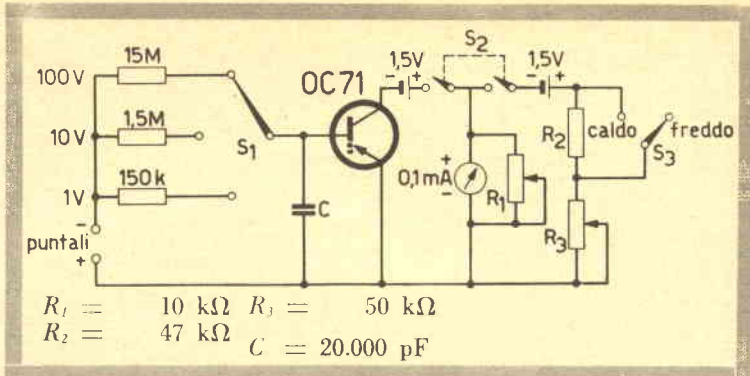 15M
100V
OC71
1,5V
S2
1,5V
1,5M
10V
S1
R2
caldo
freddo
S3
150k
1V
C
0,1mA
+
-
R1
R3
-
puntali
+
R1 = 10 kΩ R3 = 50 kΩ
R2 = 47 kΩ
C = 20.000 pF